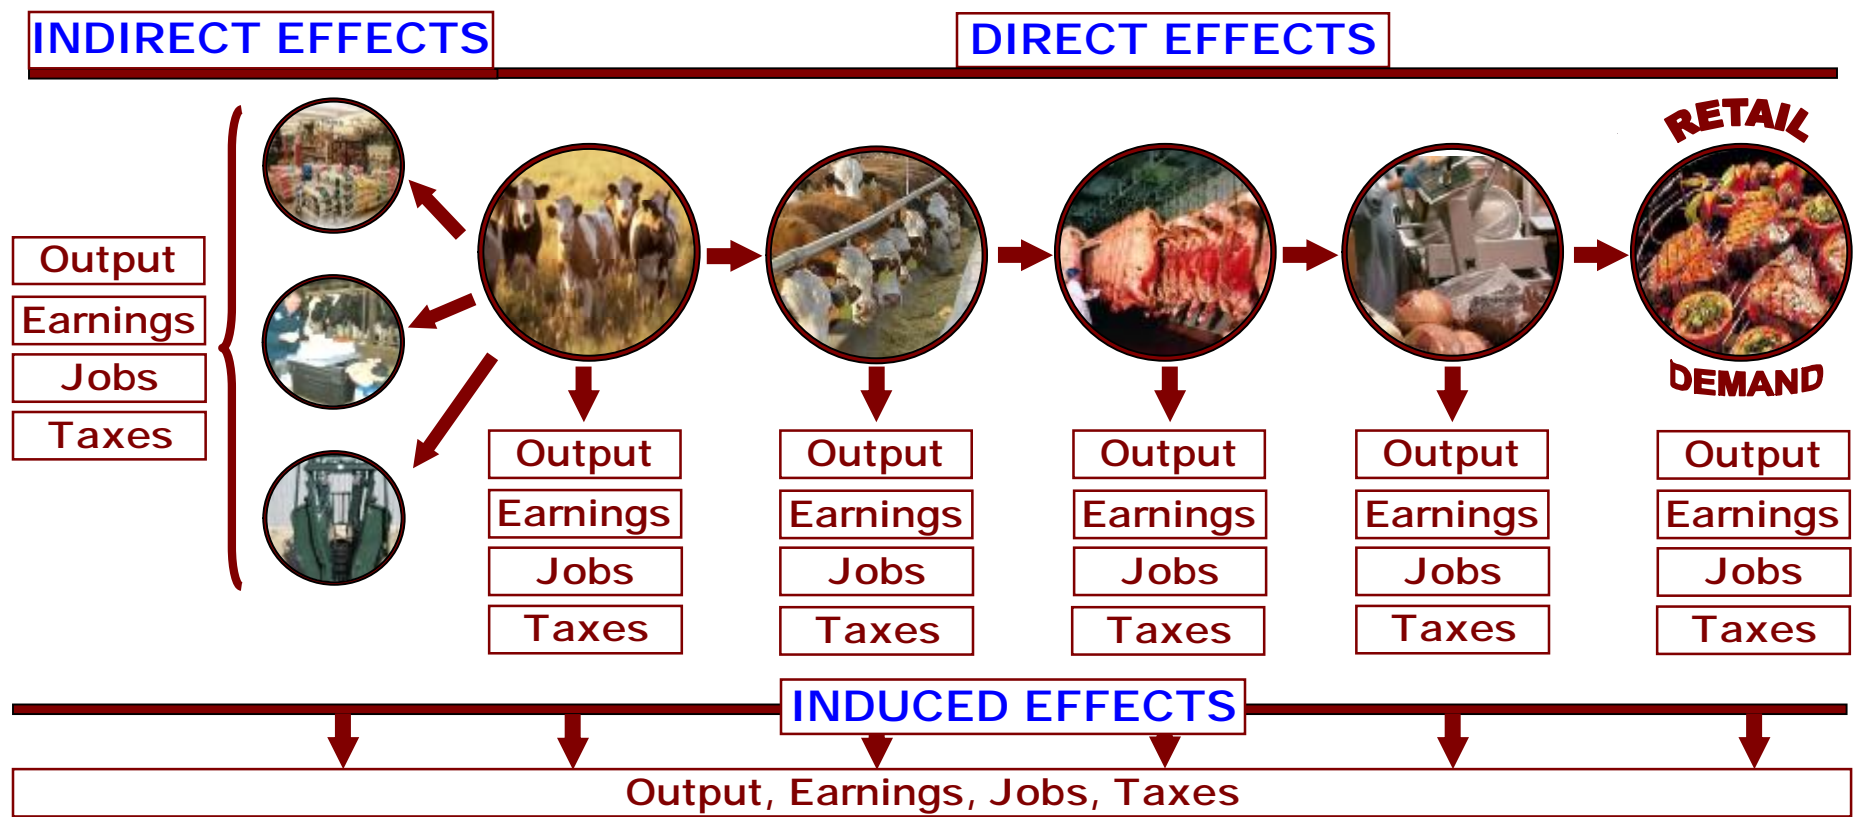 INDIRECT EFFECTS
DIRECT EFFECTS
RETAIL
DEMAND
Output
Earnings
Jobs
Taxes
Output
Earnings
Jobs
Taxes
Output
Earnings
Jobs
Taxes
Output
Earnings
Jobs
Taxes
Output
Earnings
Jobs
Taxes
Output
Earnings
Jobs
Taxes
INDUCED EFFECTS
Output, Earnings, Jobs, Taxes